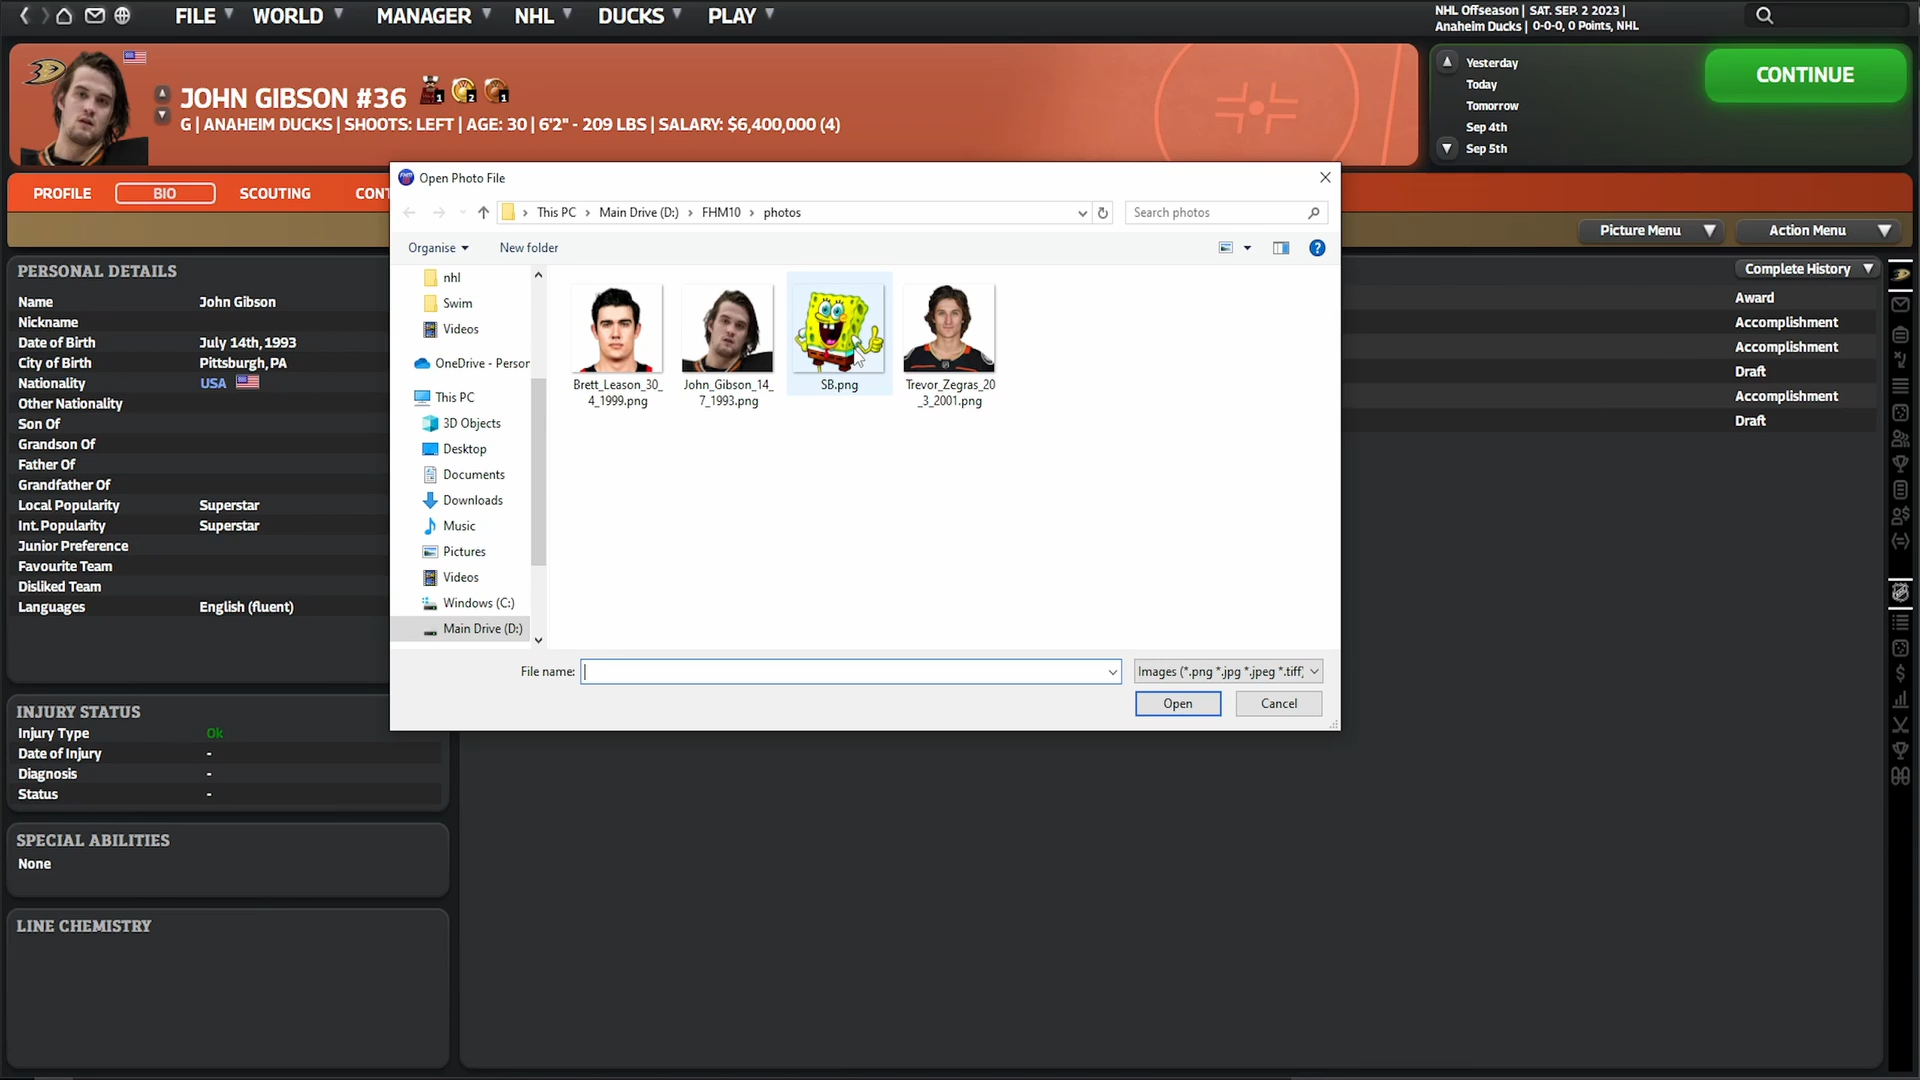 FILE WORLD MANAGER NHL DUCKS PLAY
NHL Offseason | SAT. SEP. 2 2023 |
Anaheim Ducks | 0-0-0, 0 Points, NHL
JOHN GIBSON #36 1 2 1
G | ANAHEIM DUCKS | SHOOTS: LEFT | AGE: 30 | 6'2" - 209 LBS | SALARY: $6,400,000 (4)
Yesterday
Today
Tomorrow
Sep 4th
Sep 5th
CONTINUE
PROFILE BIO SCOUTING CONT
Picture Menu Action Menu
Open Photo File
This PC > Main Drive (D:) > FHM10 > photos
Search photos
Organise New folder
nhl
Swim
Videos
OneDrive - Person
This PC
3D Objects
Desktop
Documents
Downloads
Music
Pictures
Videos
Windows (C:)
Main Drive (D:)
Brett_Leason_30_
4_1999.png
John_Gibson_14_
7_1993.png
SB.png
Trevor_Zegras_20
_3_2001.png
File name:
Images (*.png *.jpg *.jpeg *.tiff
Open Cancel
PERSONAL DETAILS
Name John Gibson
Nickname
Date of Birth July 14th, 1993
City of Birth Pittsburgh, PA
Nationality USA
Other Nationality
Son Of
Grandson Of
Father Of
Grandfather Of
Local Popularity Superstar
Int. Popularity Superstar
Junior Preference
Favourite Team
Disliked Team
Languages English (fluent)
INJURY STATUS
Injury Type Ok
Date of Injury -
Diagnosis -
Status -
SPECIAL ABILITIES
None
LINE CHEMISTRY
Complete History
Award
Accomplishment
Accomplishment
Draft
Accomplishment
Draft